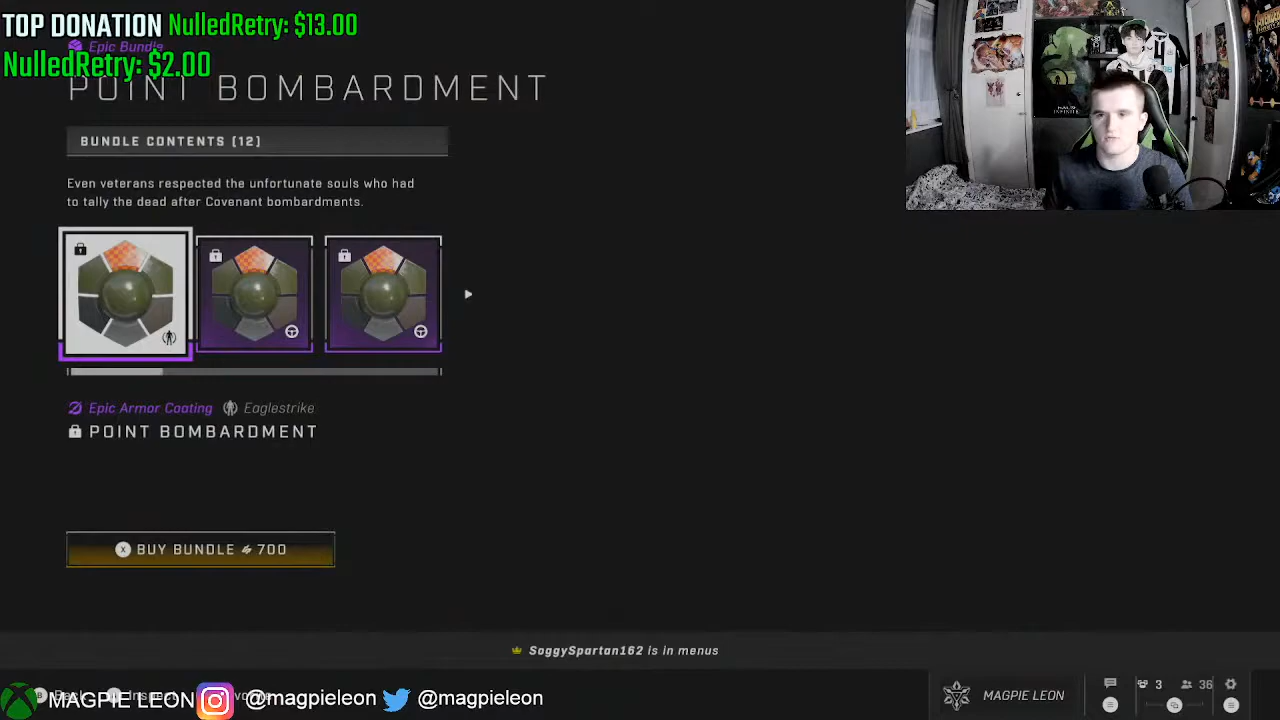 TOP DONATION NulledRetry: $13.00
Epic Bundle
NulledRetry: $2.00
POINT BOMBARDMENT
BUNDLE CONTENTS [12]
Even veterans respected the unfortunate souls who had
to tally the dead after Covenant bombardments.
Epic Armor Coating Eaglestrike
POINT BOMBARDMENT
X BUY BUNDLE 700
SoggySpartan162 is in menus
MAGPIE LEON @magpieleon @magpieleon
MAGPIE LEON 3 36